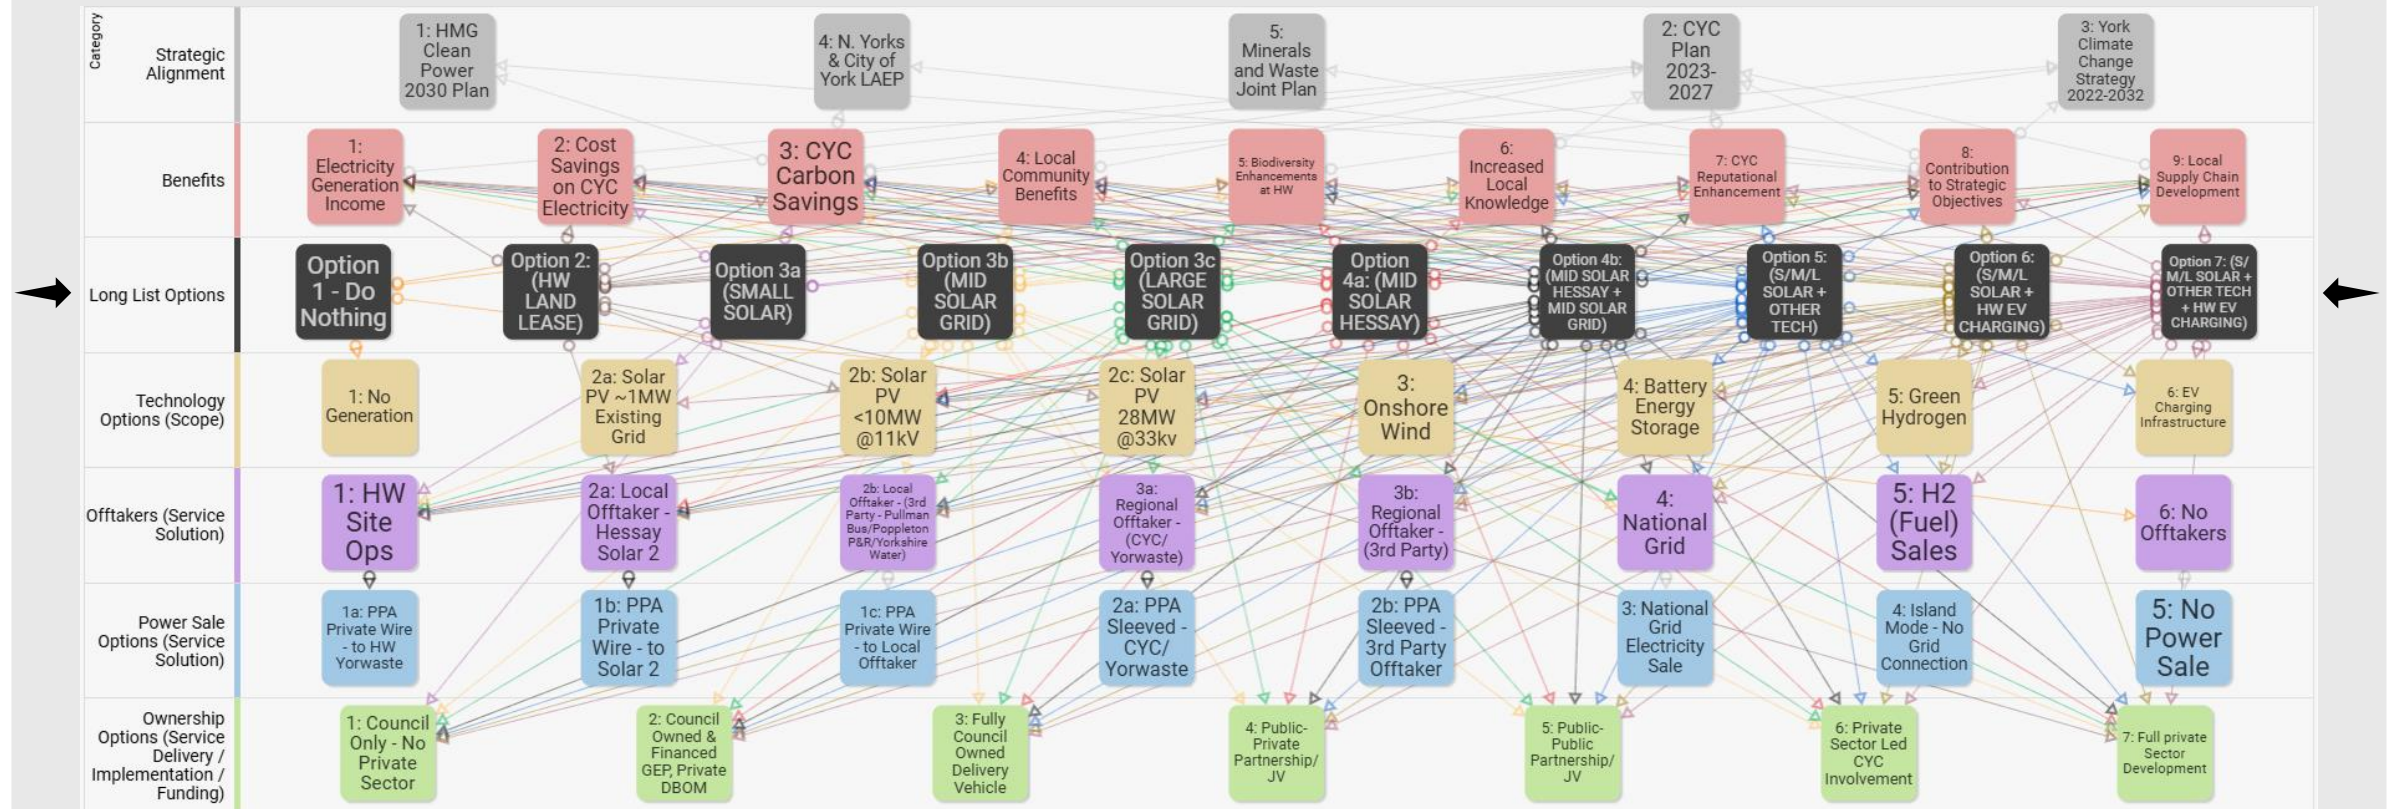 Category
Strategic
Alignment
1: HMG
Clean
Power
2030 Plan
4: N. Yorks
& City of
York LAEP
5:
Minerals
and Waste
Joint Plan
2: CYC
Plan
2023-
2027
3: York
Climate
Change
Strategy
2022-2032
Benefits
1:
Electricity
Generation
Income
2: Cost
Savings
on CYC
Electricity
3: CYC
Carbon
Savings
4: Local
Community
Benefits
5: Biodiversity
Enhancements
at HW
6:
Increased
Local
Knowledge
7: CYC
Reputational
Enhancement
8:
Contribution
to Strategic
Objectives
9: Local
Supply Chain
Development
Long List Options
Option
1 - Do
Nothing
Option 2:
(HW
LAND
LEASE)
Option 3a
(SMALL
SOLAR)
Option 3b
(MID
SOLAR
GRID)
Option 3c
(LARGE
SOLAR
GRID)
Option
4a: (MID
SOLAR
HESSAY)
Option 4b:
(MID SOLAR
HESSAY +
MID SOLAR
GRID)
Option 5:
(S/M/L
SOLAR +
OTHER
TECH)
Option 6:
(S/M/L
SOLAR +
HW EV
CHARGING)
Option 7: (S/
M/L SOLAR +
OTHER TECH
+ HW EV
CHARGING)
Technology
Options (Scope)
1: No
Generation
2a: Solar
PV ~1MW
Existing
Grid
2b: Solar
PV
<10MW
@11kV
2c: Solar
PV
28MW
@33kv
3:
Onshore
Wind
4: Battery
Energy
Storage
5: Green
Hydrogen
6: EV
Charging
Infrastructure
Offtakers (Service
Solution)
1: HW
Site
Ops
2a: Local
Offtaker -
Hessay
Solar 2
2b: Local
Offtaker - (3rd
Party - Pullman
Bus/Poppleton
P&R/Yorkshire
Water)
3a:
Regional
Offtaker -
(CYC/
Yorwaste)
3b:
Regional
Offtaker -
(3rd Party)
4:
National
Grid
5: H2
(Fuel)
Sales
6: No
Offtakers
Power Sale
Options (Service
Solution)
1a: PPA
Private Wire
- to HW
Yorwaste
1b: PPA
Private
Wire - to
Solar 2
1c: PPA
Private Wire
- to Local
Offtaker
2a: PPA
Sleeved -
CYC/
Yorwaste
2b: PPA
Sleeved -
3rd Party
Offtaker
3: National
Grid
Electricity
Sale
4: Island
Mode - No
Grid
Connection
5: No
Power
Sale
Ownership
Options (Service
Delivery /
Implementation /
Funding)
1: Council
Only - No
Private
Sector
2: Council
Owned &
Financed
GEP, Private
DBOM
3: Fully
Council
Owned
Delivery
Vehicle
4: Public-
Private
Partnership/
JV
5: Public-
Public
Partnership/
JV
6: Private
Sector Led
CYC
Involvement
7: Full private
Sector
Development